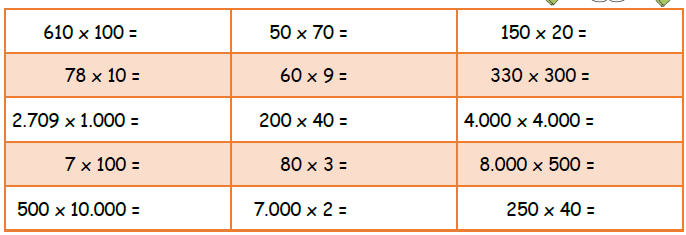 610 x 100 = 50 x 70 = 150 x 20 =
78 x 10 = 60 x 9 = 330 x 300 =
2.709 x 1.000 = 200 x 40 = 4.000 x 4.000 =
7 x 100 = 80 x 3 = 8.000 x 500 =
500 x 10.000 = 7.000 x 2 = 250 x 40 =